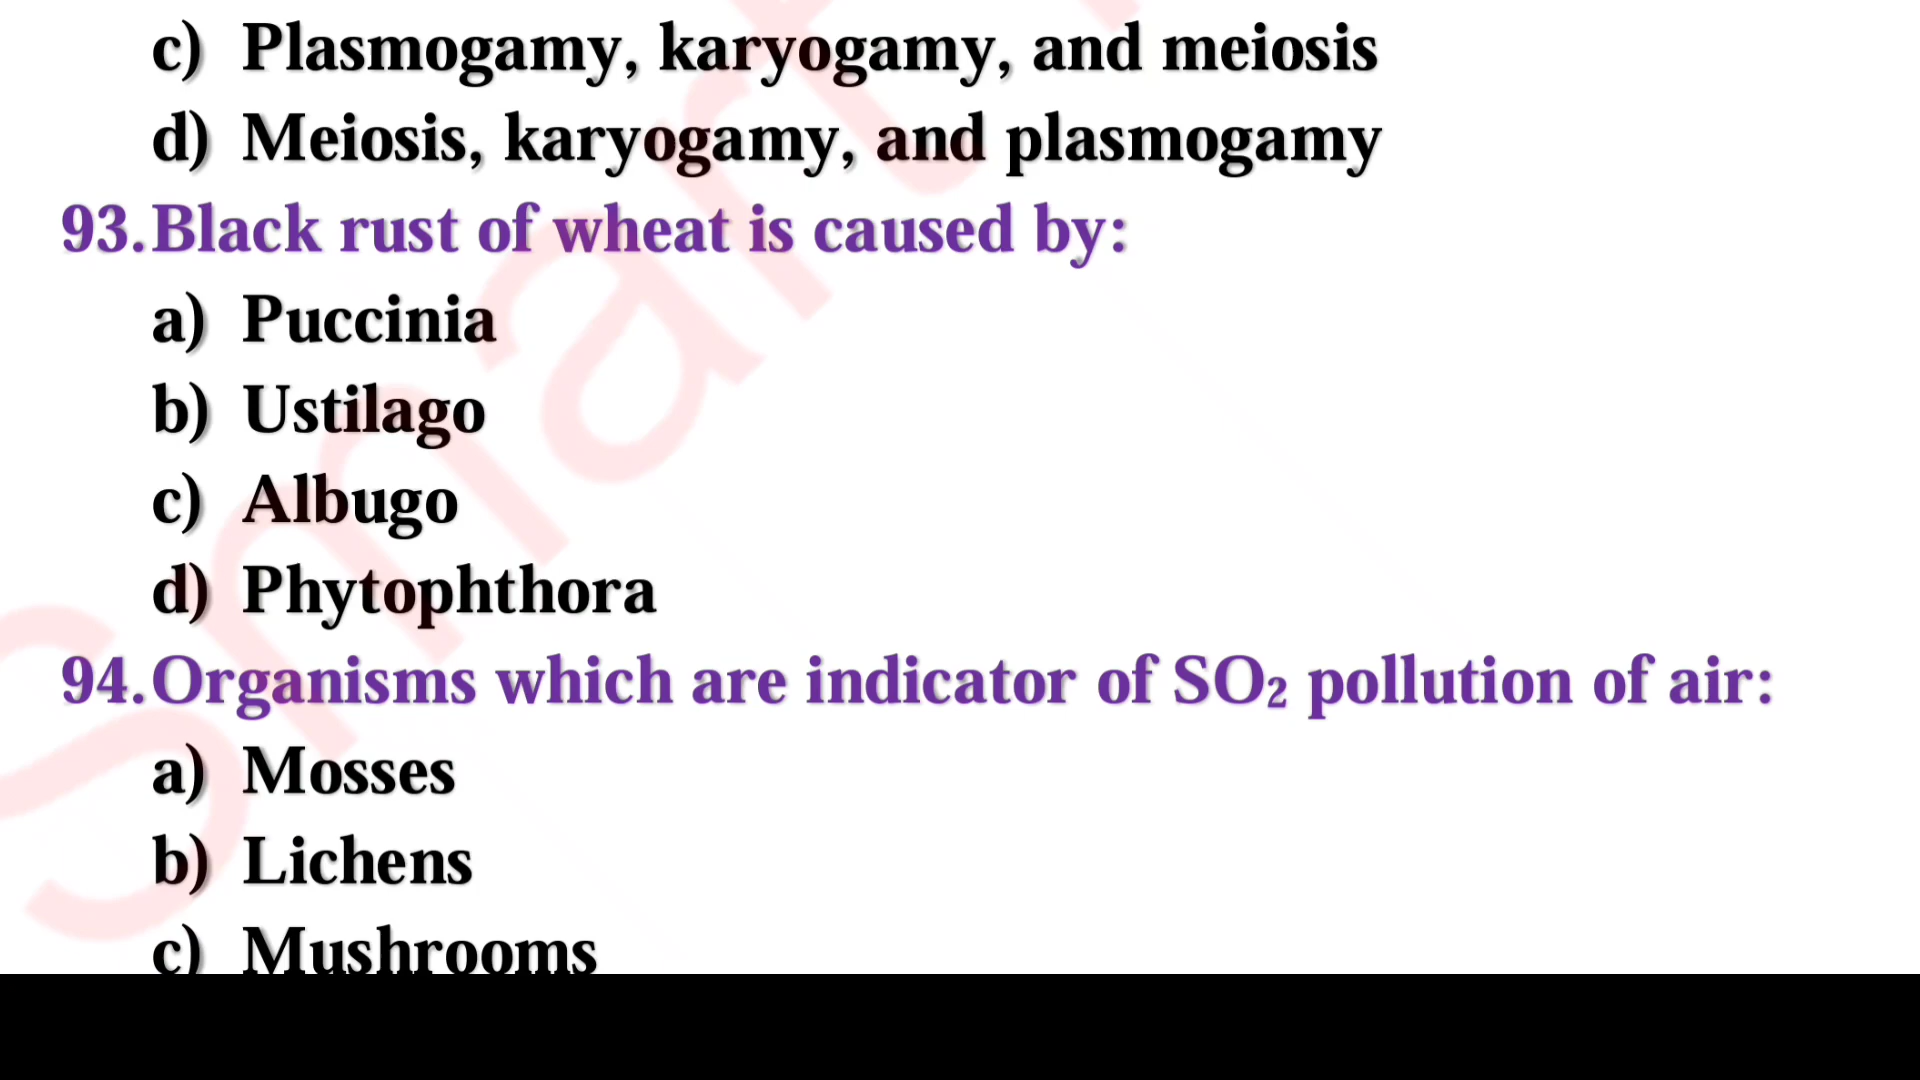 c) Plasmogamy, karyogamy, and meiosis
d) Meiosis, karyogamy, and plasmogamy
93. Black rust of wheat is caused by:
a) Puccinia
b) Ustilago
c) Albugo
d) Phytophthora
94. Organisms which are indicator of SO₂ pollution of air:
a) Mosses
b) Lichens
c) Mushrooms
Smart